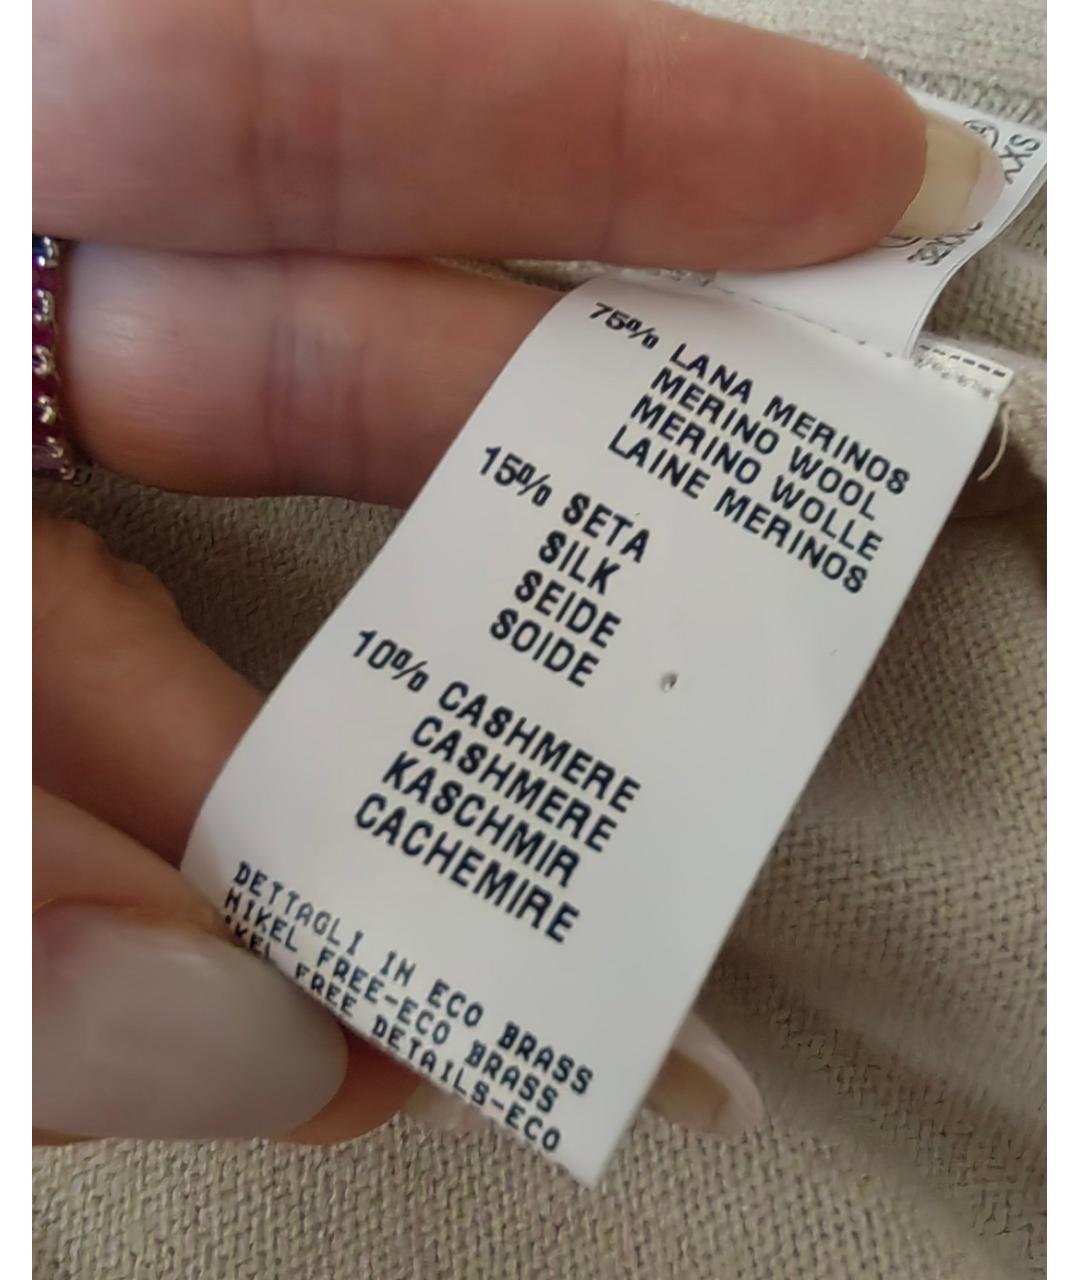 75% LANA MERINOS
MERINO WOOL
MERINO WOLLE
LAINE MERINOS
15% SETA
SILK
SEIDE
SOIDE
10% CASHMERE
CASHMERE
KASCHMIR
CACHEMIRE
DETTAGLI IN ECO BRASS
NIKEL FREE-ECO BRASS
FREE DETAILS-ECO